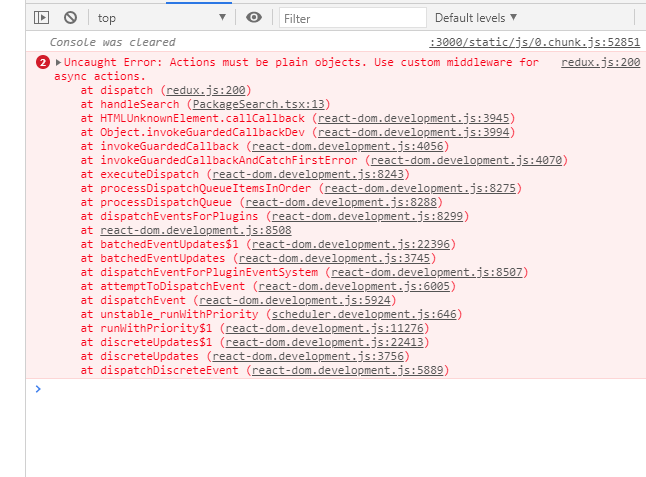 top ▼ Filter Default levels ▼
Console was cleared :3000/static/js/0.chunk.js:52851
2 ▶Uncaught Error: Actions must be plain objects. Use custom middleware for redux.js:200
async actions.
at dispatch (redux.js:200)
at handleSearch (PackageSearch.tsx:13)
at HTMLUnknownElement.callCallback (react-dom.development.js:3945)
at Object.invokeGuardedCallbackDev (react-dom.development.js:3994)
at invokeGuardedCallback (react-dom.development.js:4056)
at invokeGuardedCallbackAndCatchFirstError (react-dom.development.js:4070)
at executeDispatch (react-dom.development.js:8243)
at processDispatchQueueItemsInOrder (react-dom.development.js:8275)
at processDispatchQueue (react-dom.development.js:8288)
at dispatchEventsForPlugins (react-dom.development.js:8299)
at react-dom.development.js:8508
at batchedEventUpdates$1 (react-dom.development.js:22396)
at batchedEventUpdates (react-dom.development.js:3745)
at dispatchEventForPluginEventSystem (react-dom.development.js:8507)
at attemptToDispatchEvent (react-dom.development.js:6005)
at dispatchEvent (react-dom.development.js:5924)
at unstable_runWithPriority (scheduler.development.js:646)
at runWithPriority$1 (react-dom.development.js:11276)
at discreteUpdates$1 (react-dom.development.js:22413)
at discreteUpdates (react-dom.development.js:3756)
at dispatchDiscreteEvent (react-dom.development.js:5889)